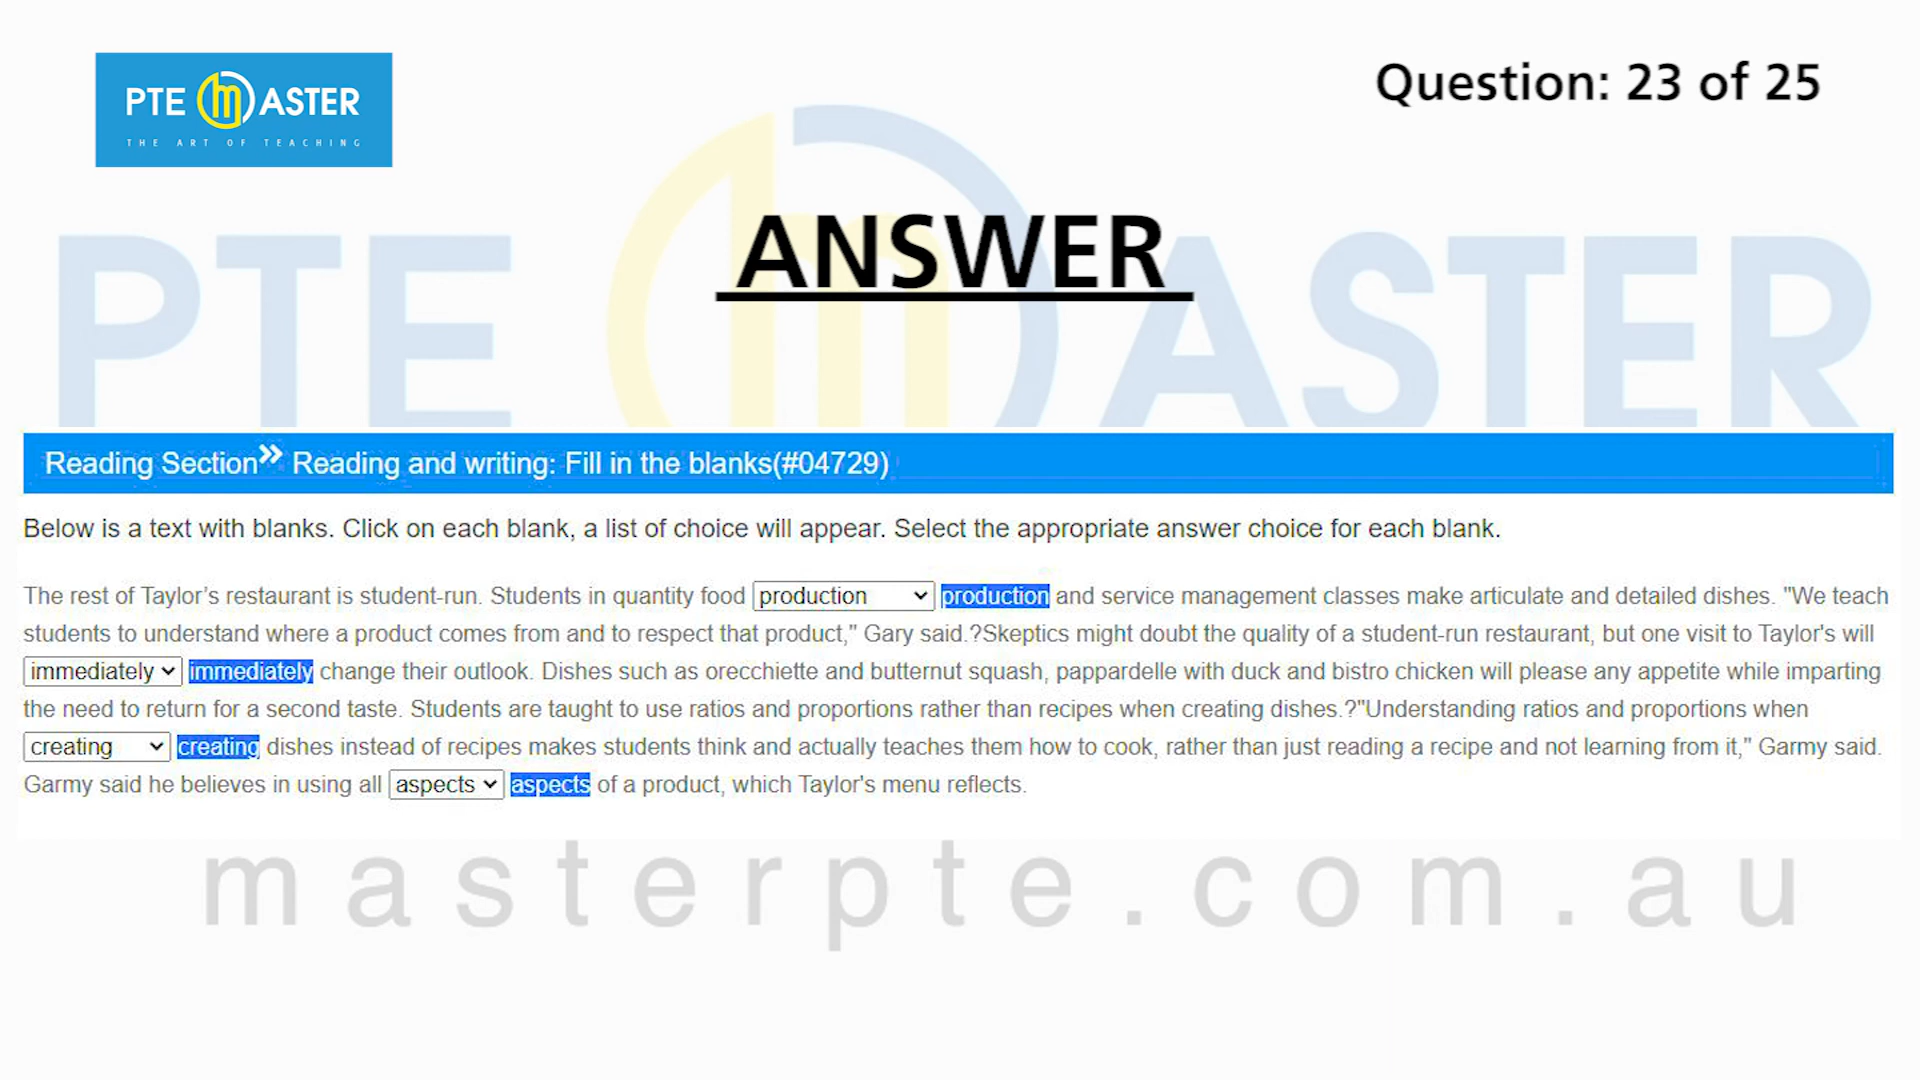 PTE MASTER
THE ART OF TEACHING
Question: 23 of 25
PTE MASTER
ANSWER
Reading Section» Reading and writing: Fill in the blanks(#04729)
Below is a text with blanks. Click on each blank, a list of choice will appear. Select the appropriate answer choice for each blank.
The rest of Taylor’s restaurant is student-run. Students in quantity food production production and service management classes make articulate and detailed dishes. "We teach
students to understand where a product comes from and to respect that product," Gary said.?Skeptics might doubt the quality of a student-run restaurant, but one visit to Taylor's will
immediately immediately change their outlook. Dishes such as orecchiette and butternut squash, pappardelle with duck and bistro chicken will please any appetite while imparting
the need to return for a second taste. Students are taught to use ratios and proportions rather than recipes when creating dishes.?"Understanding ratios and proportions when
creating creating dishes instead of recipes makes students think and actually teaches them how to cook, rather than just reading a recipe and not learning from it," Garmy said.
Garmy said he believes in using all aspects aspects of a product, which Taylor's menu reflects.
masterpte.com.au